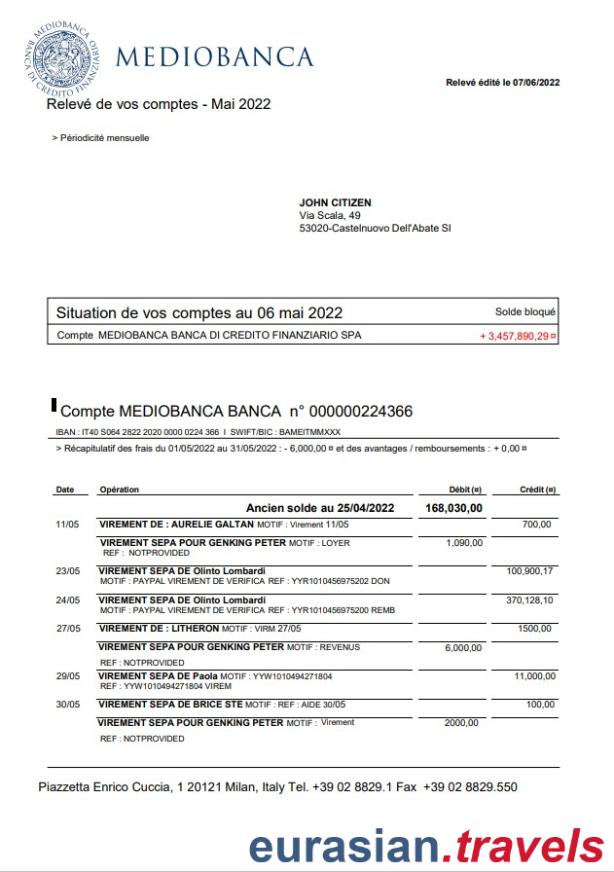 MEDIOBANCA
MEDIOBANCA
BANCA DI CREDITO FINANZIARIO
Relevé édité le 07/06/2022
Relevé de vos comptes - Mai 2022
> Périodicité mensuelle
JOHN CITIZEN
Via Scala, 49
53020-Castelnuovo Dell'Abate SI
Situation de vos comptes au 06 mai 2022 Solde bloqué
Compte MEDIOBANCA BANCA DI CREDITO FINANZIARIO SPA + 3,457,890,29 ¤
Compte MEDIOBANCA BANCA n° 000000224366
IBAN : IT40 S064 2822 2020 0000 0224 366 I SWIFT/BIC : BAMEITMMXXX
> Récapitulatif des frais du 01/05/2022 au 31/05/2022 : - 6,000,00 ¤ et des avantages / remboursements : + 0,00 ¤
Date Opération Débit (¤) Crédit (¤)
Ancien solde au 25/04/2022 168,030,00
11/05 VIREMENT DE : AURELIE GALTAN MOTIF : Virement 11/05 700,00
VIREMENT SEPA POUR GENKING PETER MOTIF : LOYER 1,090,00
REF : NOTPROVIDED
23/05 VIREMENT SEPA DE Olinto Lombardi 100,900,17
MOTIF : PAYPAL VIREMENT DE VERIFICA REF : YYR1010456975202 DON
24/05 VIREMENT SEPA DE Olinto Lombardi 370,128,10
MOTIF : PAYPAL VIREMENT DE VERIFICA REF : YYR1010456975200 REMB
27/05 VIREMENT DE : LITHERON MOTIF : VIRM 27/05 1500,00
VIREMENT SEPA POUR GENKING PETER MOTIF : REVENUS 6,000,00
REF : NOTPROVIDED
29/05 VIREMENT SEPA DE Paola MOTIF : YYW1010494271804 11,000,00
REF : YYW1010494271804 VIREM
30/05 VIREMENT SEPA DE BRICE STE MOTIF : REF : AIDE 30/05 100,00
VIREMENT SEPA POUR GENKING PETER MOTIF : Virement 2000,00
REF : NOTPROVIDED
Piazzetta Enrico Cuccia, 1 20121 Milan, Italy Tel. +39 02 8829.1 Fax +39 02 8829.550
eurasian.travels